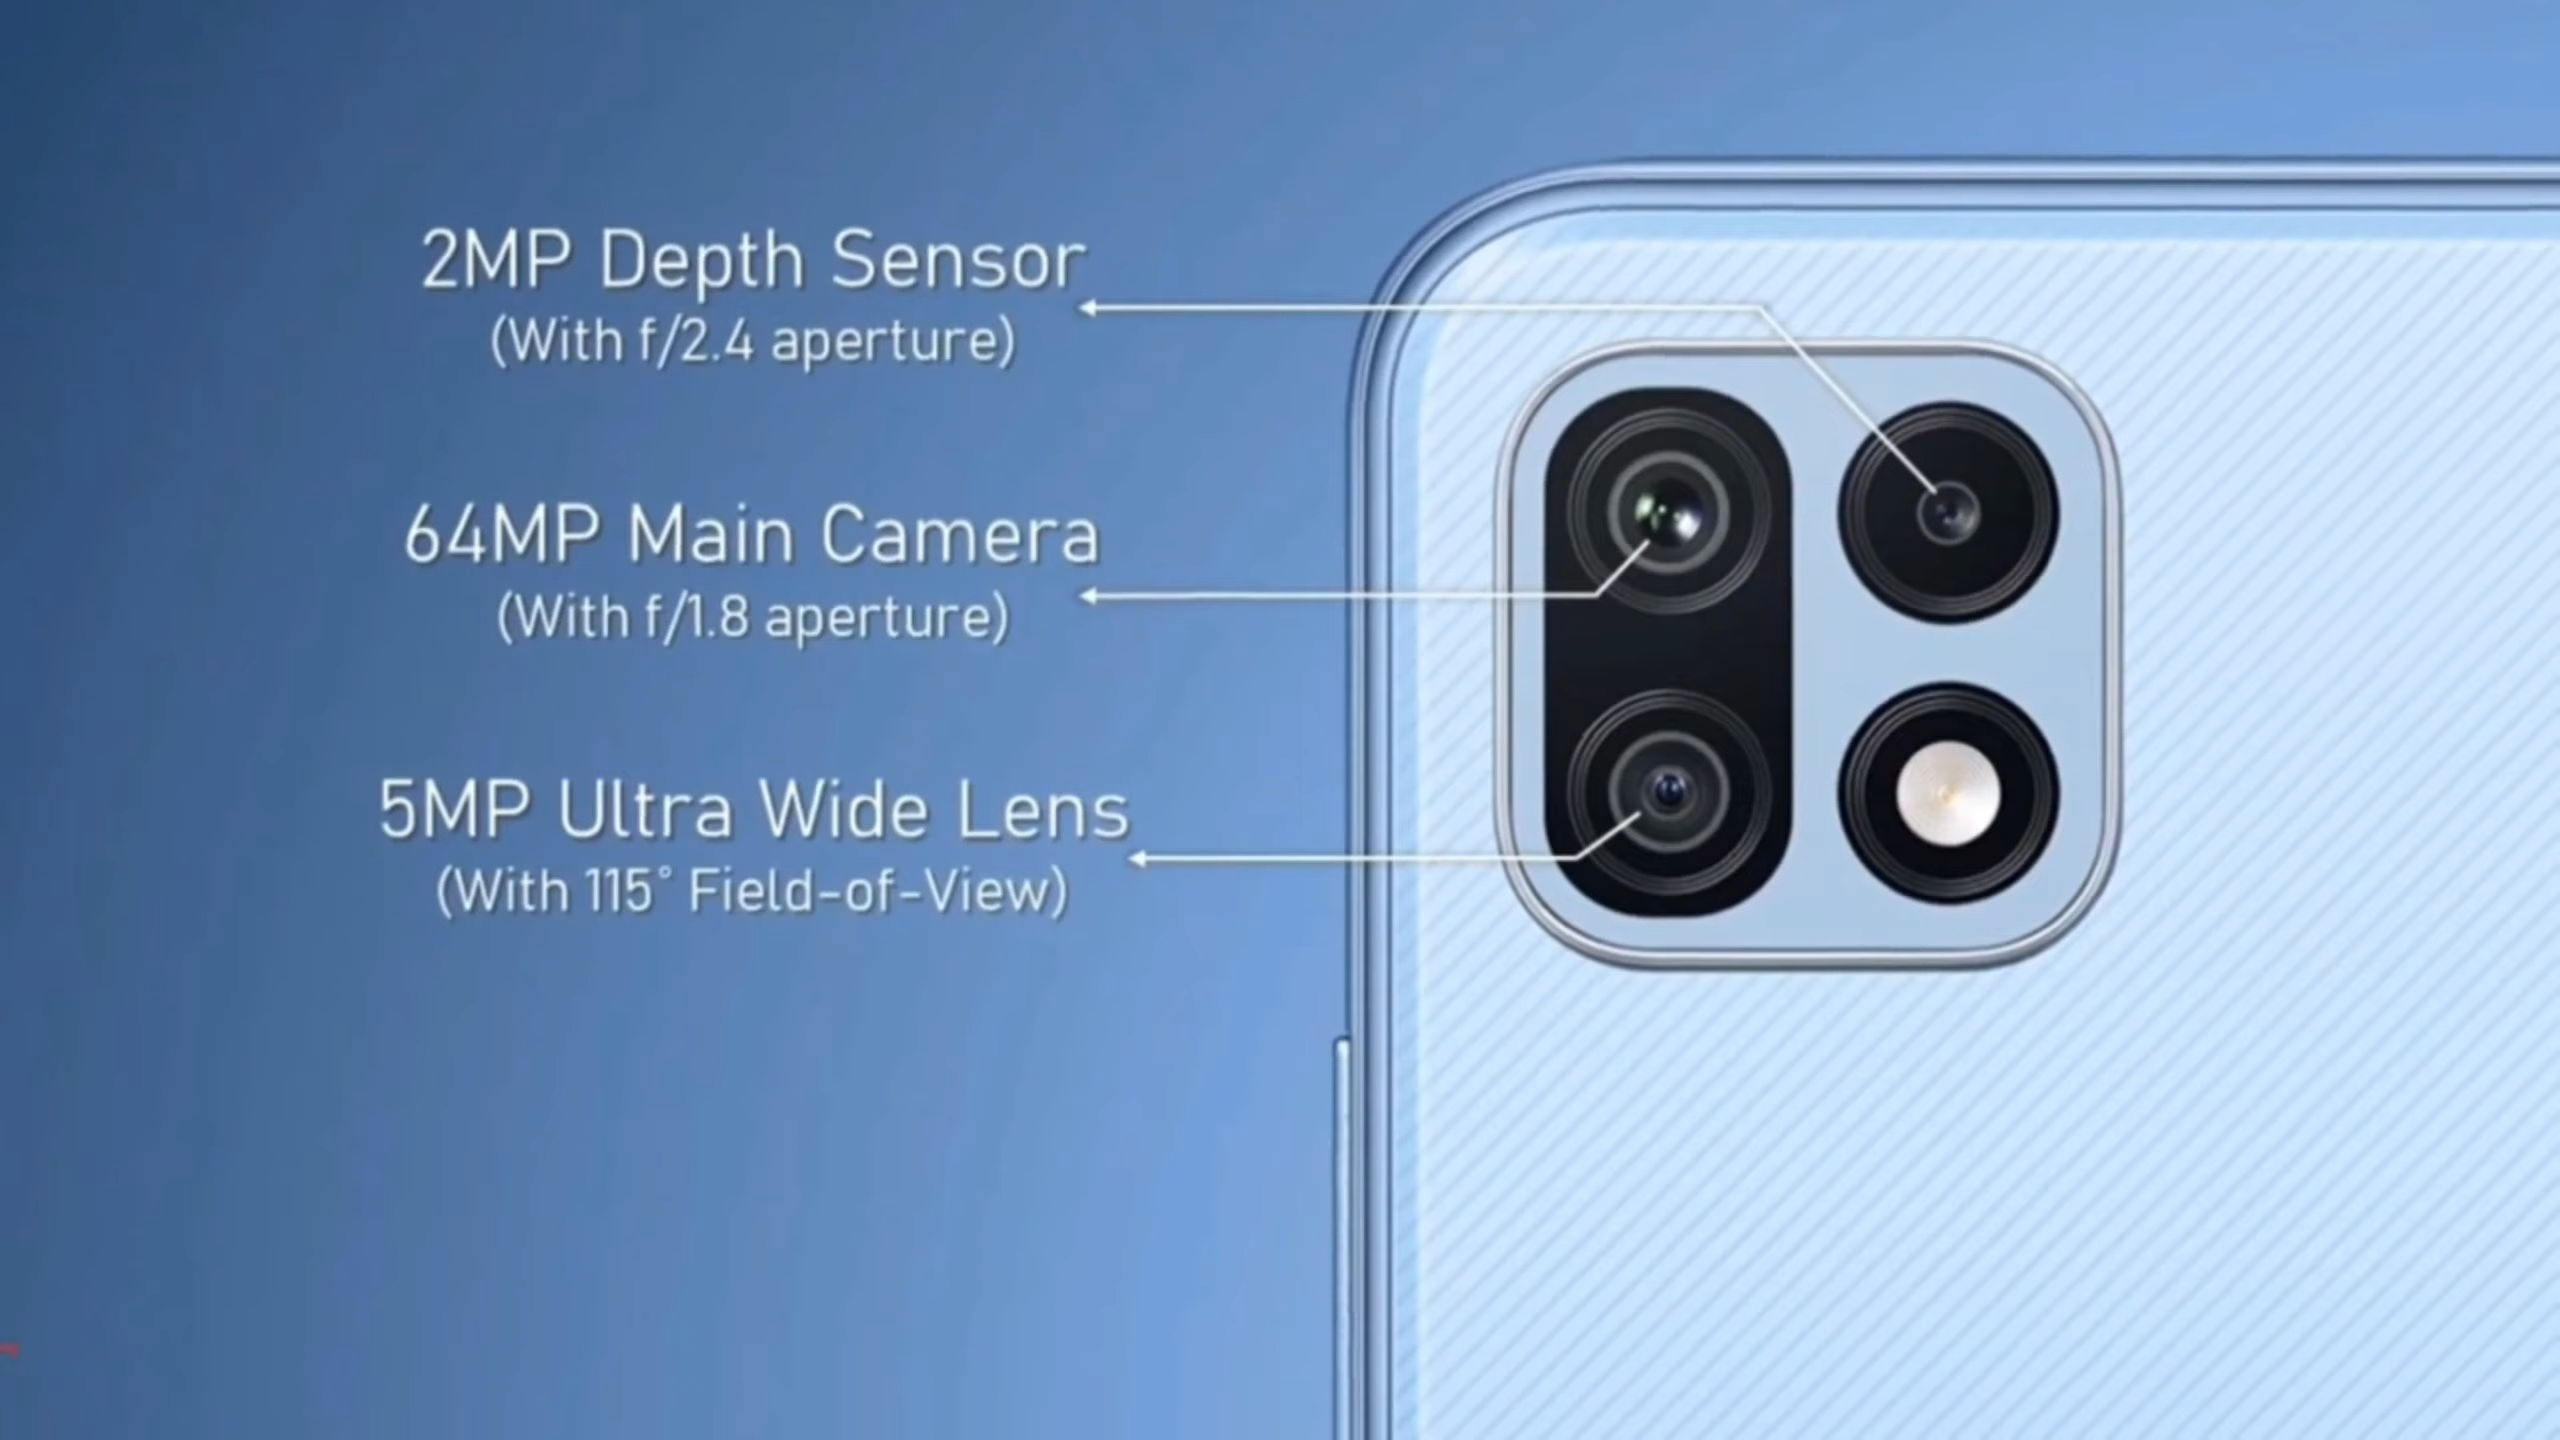 2MP Depth Sensor
(With f/2.4 aperture)
64MP Main Camera
(With f/1.8 aperture)
5MP Ultra Wide Lens
(With 115° Field-of-View)